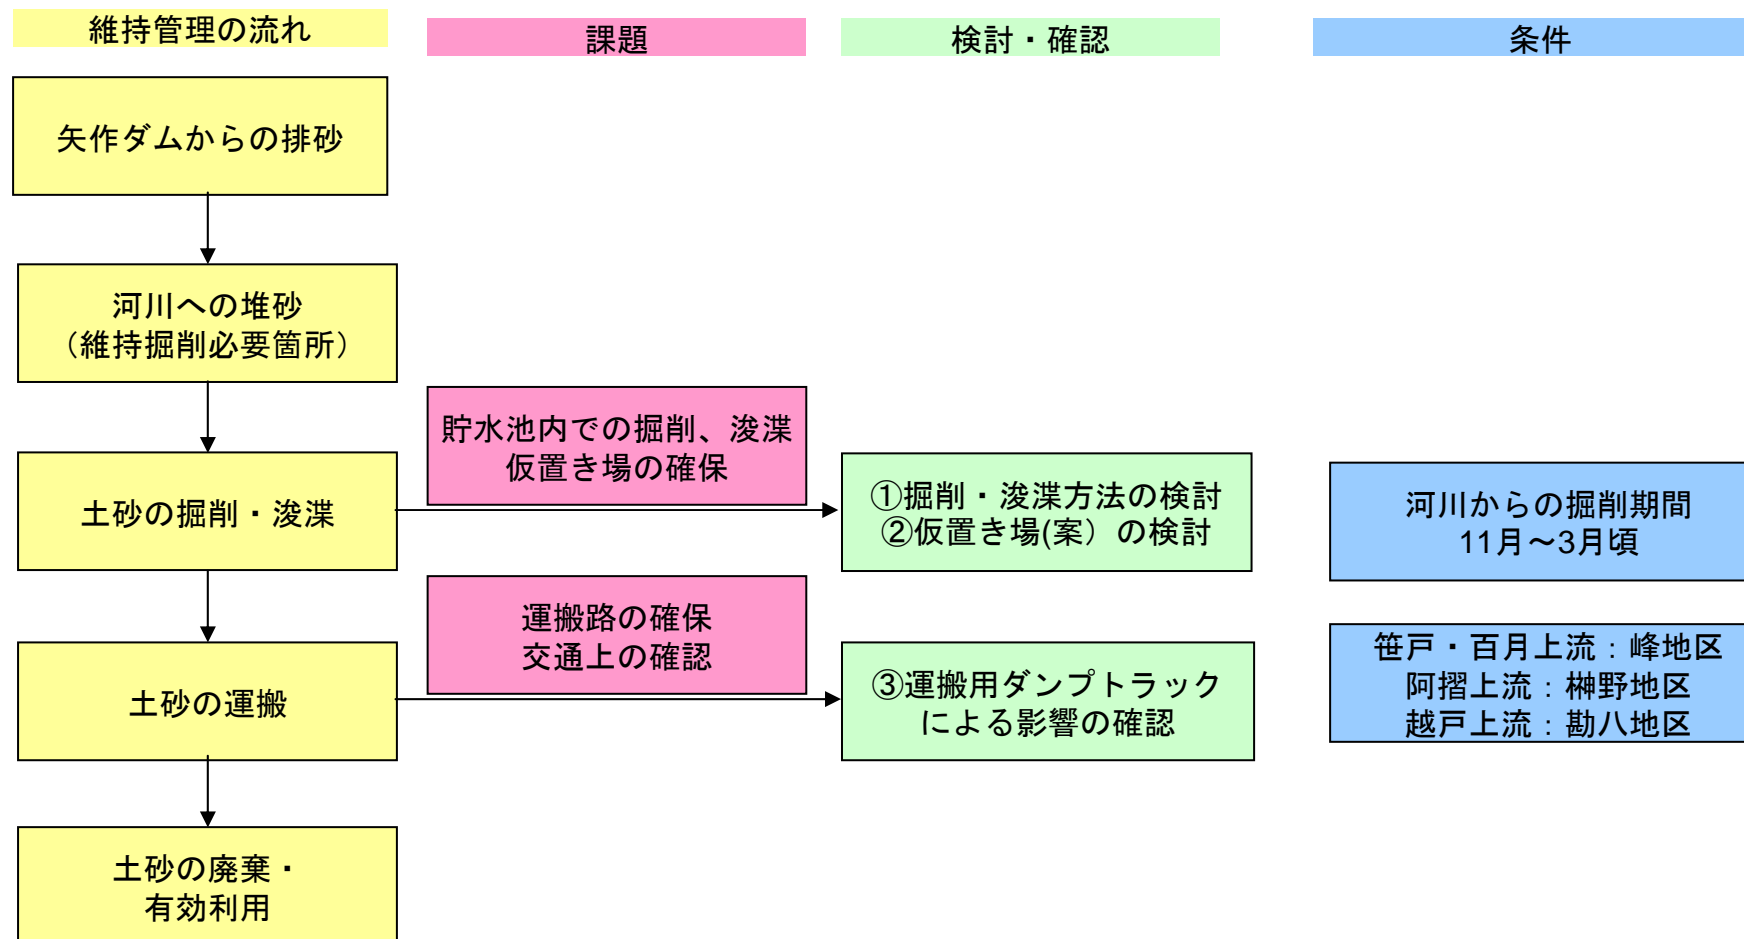 維持管理の流れ
課題
検討・確認
条件
矢作ダムからの排砂
河川への堆砂
（維持掘削必要箇所）
貯水池内での掘削、浚渫
仮置き場の確保
土砂の掘削・浚渫
①掘削・浚渫方法の検討
②仮置き場(案）の検討
河川からの掘削期間
11月～3月頃
運搬路の確保
交通上の確認
土砂の運搬
③運搬用ダンプトラック
による影響の確認
笹戸・百月上流：峰地区
阿摺上流：榊野地区
越戸上流：勘八地区
土砂の廃棄・
有効利用